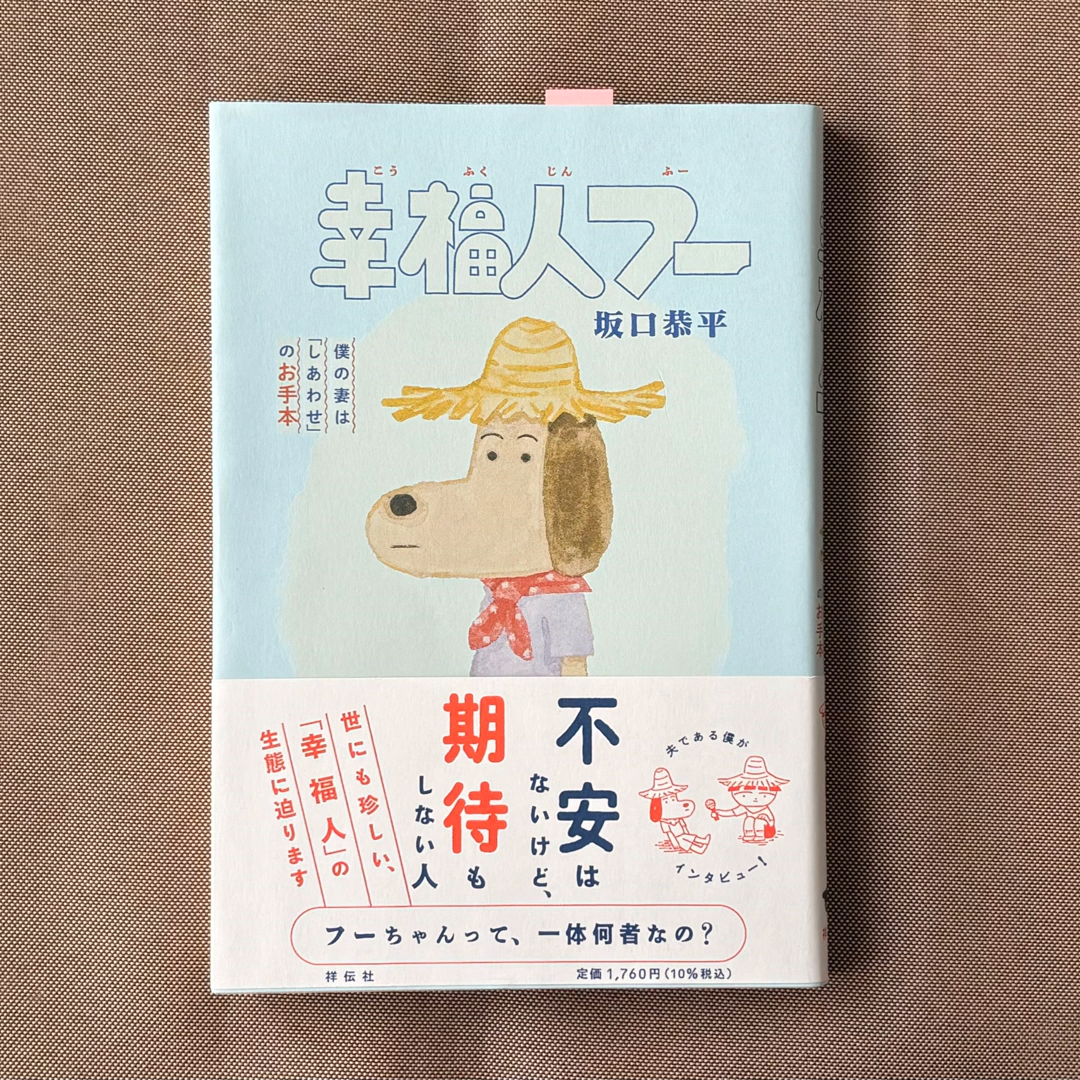 こう ふく じん ふー
幸福人フー
坂口恭平
僕の妻は
「しあわせ」
のお手本
不安は
ないけど、
期待も
しない人
世にも珍しい、
「幸福人」の
生態に迫ります
夫である僕が
インタビュー!
フーちゃんって、一体何者なの?
祥伝社
定価1,760円(10%税込)
のお手本